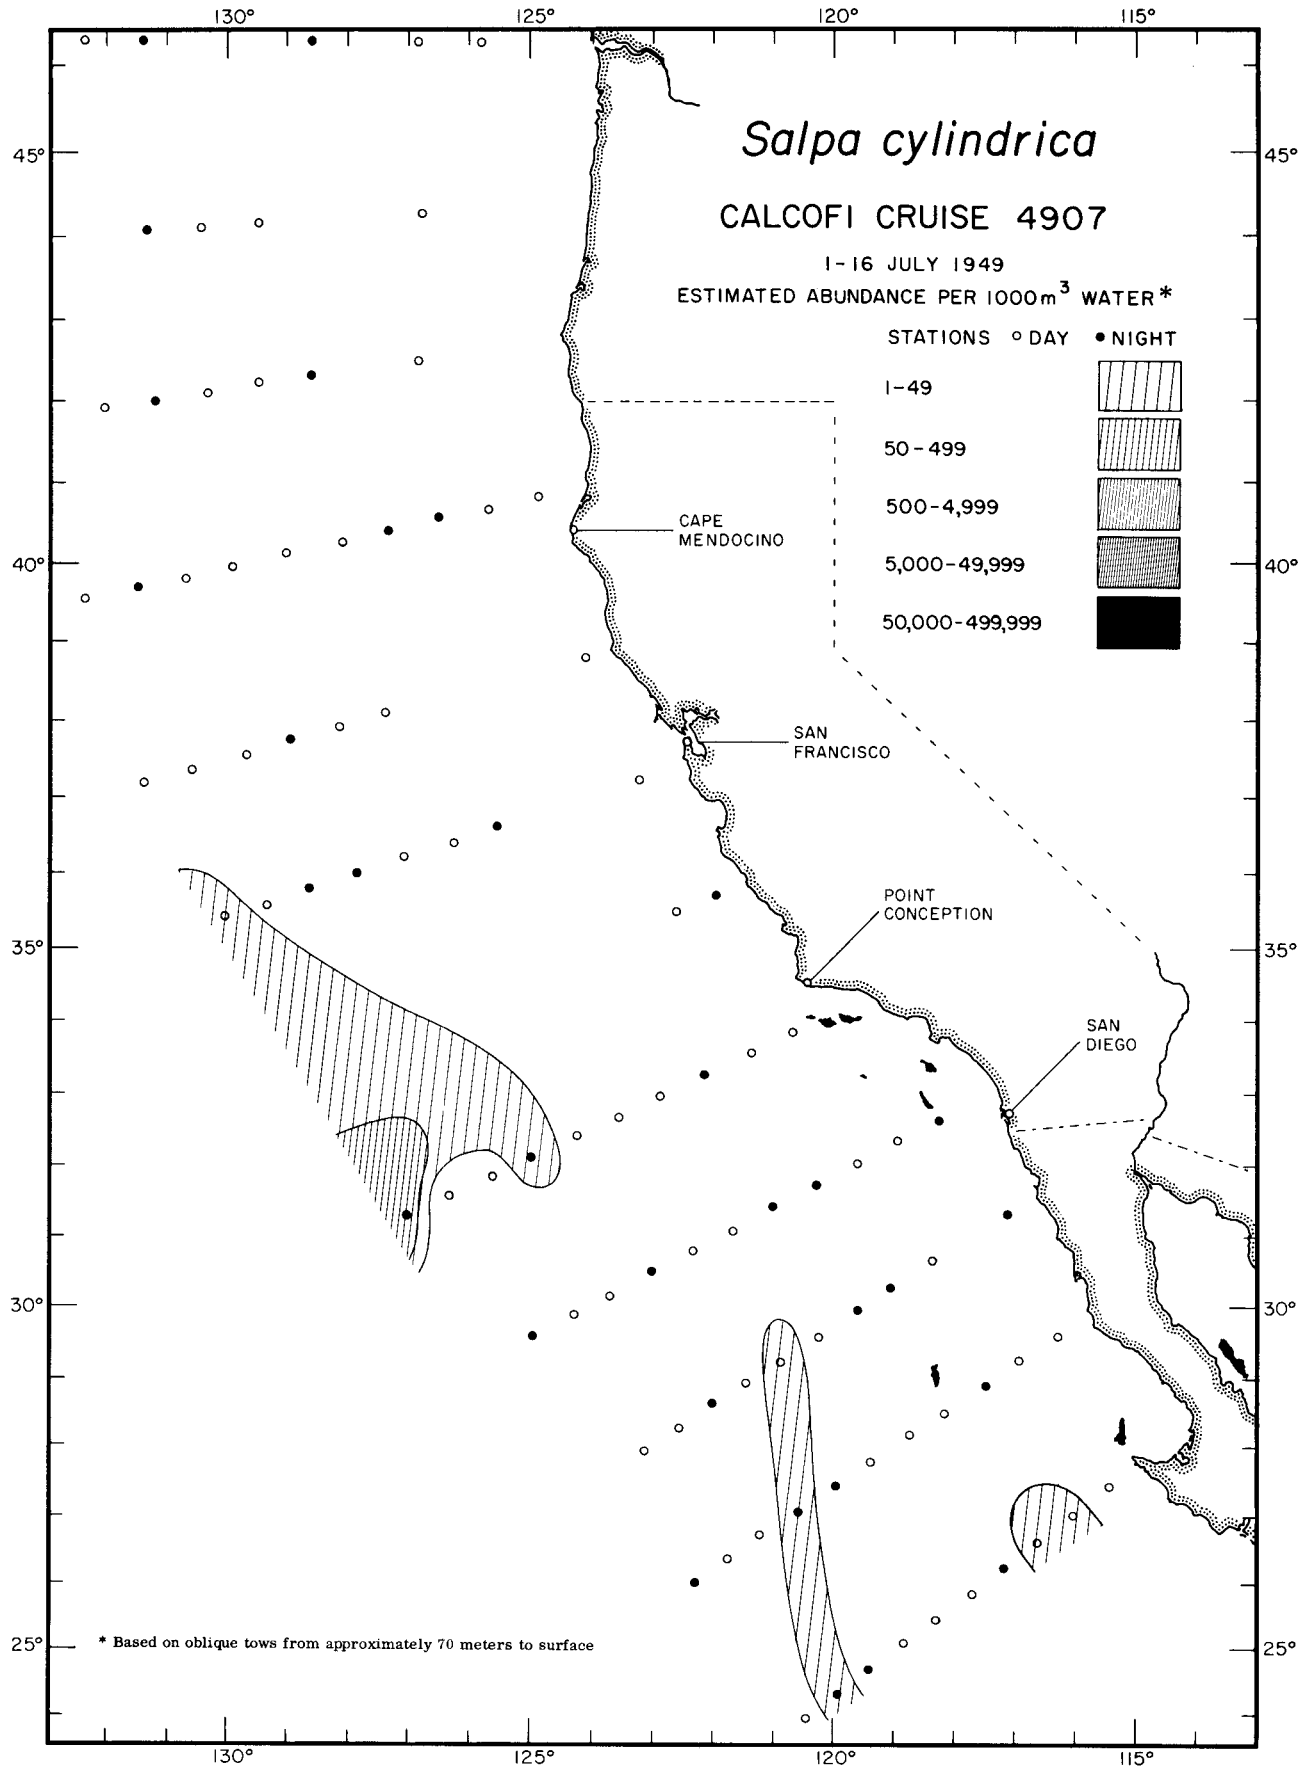 130° 125° 120° 115°
Salpa cylindrica
45° 45°
CALCOFI CRUISE 4907
1-16 JULY 1949
ESTIMATED ABUNDANCE PER 1000m³ WATER*
STATIONS ○ DAY ● NIGHT
1-49
50-499
500-4,999
5,000-49,999
50,000-499,999
CAPE
MENDOCINO
40° 40°
SAN
FRANCISCO
POINT
CONCEPTION
35° 35°
SAN
DIEGO
30° 30°
* Based on oblique tows from approximately 70 meters to surface
25° 25°
130° 125° 120° 115°